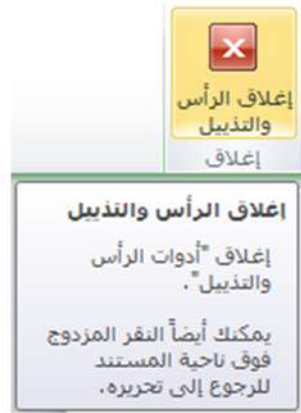 إغلاق الرأس
والتذييل
إغلاق
إغلاق الرأس والتذييل
إغلاق "أدوات الرأس
والتذييل".
يمكنك أيضاً النقر المزدوج
فوق ناحية المستند
للرجوع إلى تحريره.